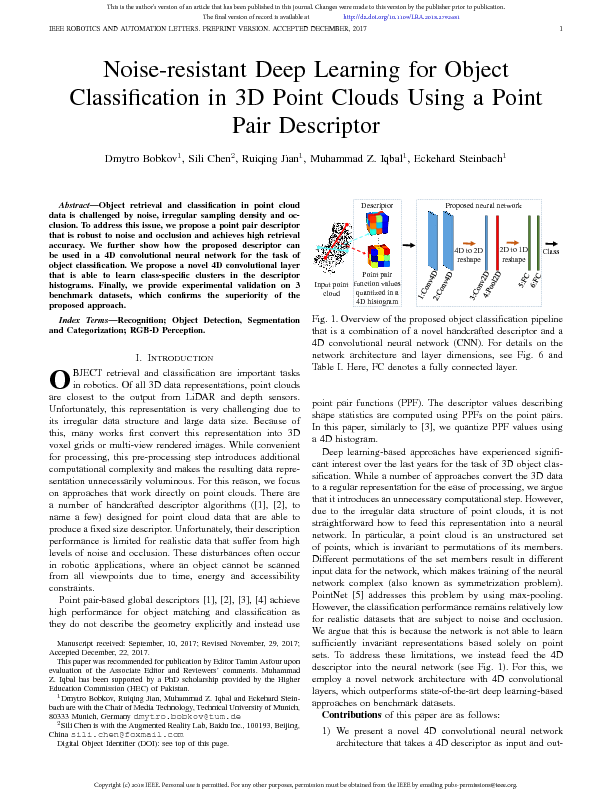 This is the author's version of an article that has been published in this journal. Changes were made to this version by the publisher prior to publication.
The final version of record is available at http://dx.doi.org/10.1109/LRA.2018.2792681
IEEE ROBOTICS AND AUTOMATION LETTERS. PREPRINT VERSION. ACCEPTED DECEMBER, 2017 1
Noise-resistant Deep Learning for Object
Classification in 3D Point Clouds Using a Point
Pair Descriptor
Dmytro Bobkov1, Sili Chen2, Ruiqing Jian1, Muhammad Z. Iqbal1, Eckehard Steinbach1
Abstract—Object retrieval and classification in point cloud
data is challenged by noise, irregular sampling density and oc-
clusion. To address this issue, we propose a point pair descriptor
that is robust to noise and occlusion and achieves high retrieval
accuracy. We further show how the proposed descriptor can
be used in a 4D convolutional neural network for the task of
object classification. We propose a novel 4D convolutional layer
that is able to learn class-specific clusters in the descriptor
histograms. Finally, we provide experimental validation on 3
benchmark datasets, which confirms the superiority of the
proposed approach.
Index Terms—Recognition; Object Detection, Segmentation
and Categorization; RGB-D Perception.
I. INTRODUCTION
OBJECT retrieval and classification are important tasks
in robotics. Of all 3D data representations, point clouds
are closest to the output from LiDAR and depth sensors.
Unfortunately, this representation is very challenging due to
its irregular data structure and large data size. Because of
this, many works first convert this representation into 3D
voxel grids or multi-view rendered images. While convenient
for processing, this pre-processing step introduces additional
computational complexity and makes the resulting data repre-
sentation unnecessarily voluminous. For this reason, we focus
on approaches that work directly on point clouds. There are
a number of handcrafted descriptor algorithms ([1], [2], to
name a few) designed for point cloud data that are able to
produce a fixed size descriptor. Unfortunately, their description
performance is limited for realistic data that suffer from high
levels of noise and occlusion. These disturbances often occur
in robotic applications, where an object cannot be scanned
from all viewpoints due to time, energy and accessibility
constraints.
Point pair-based global descriptors [1], [2], [3], [4] achieve
high performance for object matching and classification as
they do not describe the geometry explicitly and instead use
Manuscript received: September, 10, 2017; Revised November, 29, 2017;
Accepted December, 22, 2017.
This paper was recommended for publication by Editor Tamim Asfour upon
evaluation of the Associate Editor and Reviewers' comments. Muhammad
Z. Iqbal has been supported by a PhD scholarship provided by the Higher
Education Commission (HEC) of Pakistan.
1Dmytro Bobkov, Ruiqing Jian, Muhammad Z. Iqbal and Eckehard Stein-
bach are with the Chair of Media Technology, Technical University of Munich,
80333 Munich, Germany dmytro.bobkov@tum.de
2Sili Chen is with the Augmented Reality Lab, Baidu Inc., 100193, Beijing,
China sili.chen@foxmail.com
Digital Object Identifier (DOI): see top of this page.
Descriptor
Proposed neural network
4D to 2D
reshape
2D to 1D
reshape
Class
Input point
cloud
Point pair
function values
quantized in a
4D histogram
1:Conv4D
2:Conv4D
3:Conv2D
4:Pool2D
5:FC
6:FC
Fig. 1. Overview of the proposed object classification pipeline
that is a combination of a novel handcrafted descriptor and a
4D convolutional neural network (CNN). For details on the
network architecture and layer dimensions, see Fig. 6 and
Table I. Here, FC denotes a fully connected layer.
point pair functions (PPF). The descriptor values describing
shape statistics are computed using PPFs on the point pairs.
In this paper, similarly to [3], we quantize PPF values using
a 4D histogram.
Deep learning-based approaches have experienced signifi-
cant interest over the last years for the task of 3D object clas-
sification. While a number of approaches convert the 3D data
to a regular representation for the ease of processing, we argue
that it introduces an unnecessary computational step. However,
due to the irregular data structure of point clouds, it is not
straightforward how to feed this representation into a neural
network. In particular, a point cloud is an unstructured set
of points, which is invariant to permutations of its members.
Different permutations of the set members result in different
input data for the network, which makes training of the neural
network complex (also known as symmetrization problem).
PointNet [5] addresses this problem by using max-pooling.
However, the classification performance remains relatively low
for realistic datasets that are subject to noise and occlusion.
We argue that this is because the network is not able to learn
sufficiently invariant representations based solely on point
sets. To address these limitations, we instead feed the 4D
descriptor into the neural network (see Fig. 1). For this, we
employ a novel network architecture with 4D convolutional
layers, which outperforms state-of-the-art deep learning-based
approaches on benchmark datasets.
Contributions of this paper are as follows:
1) We present a novel 4D convolutional neural network
architecture that takes a 4D descriptor as input and out-
Copyright (c) 2018 IEEE. Personal use is permitted. For any other purposes, permission must be obtained from the IEEE by emailing pubs-permissions@ieee.org.